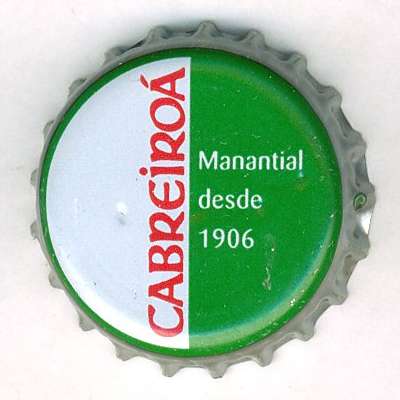 CABREIROÁ
Manantial
desde
1906